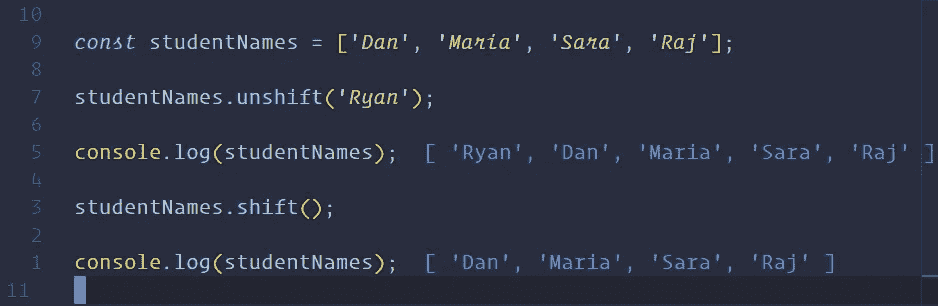 10
9 const studentNames = ['Dan', 'Maria', 'Sara', 'Raj'];
8
7 studentNames.unshift('Ryan');
6
5 console.log(studentNames); [ 'Ryan', 'Dan', 'Maria', 'Sara', 'Raj' ]
4
3 studentNames.shift();
2
1 console.log(studentNames); [ 'Dan', 'Maria', 'Sara', 'Raj' ]
11